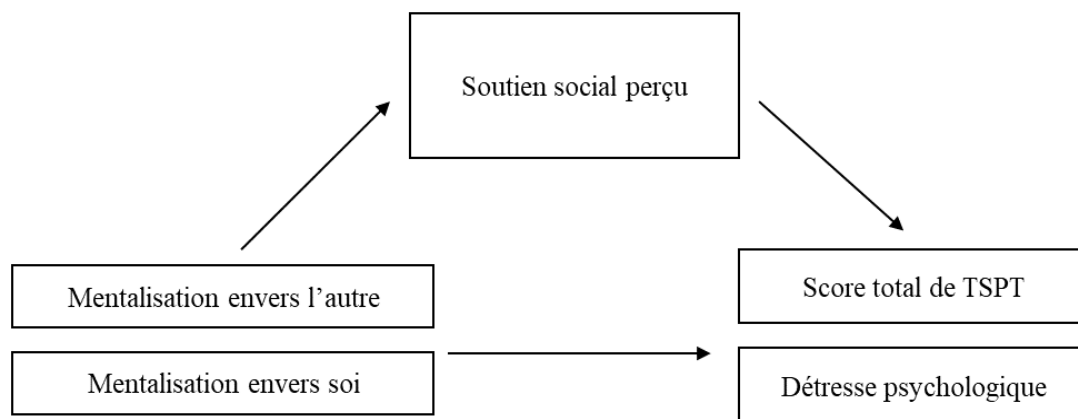 Soutien social perçu
Mentalisation envers l’autre
Score total de TSPT
Mentalisation envers soi
Détresse psychologique